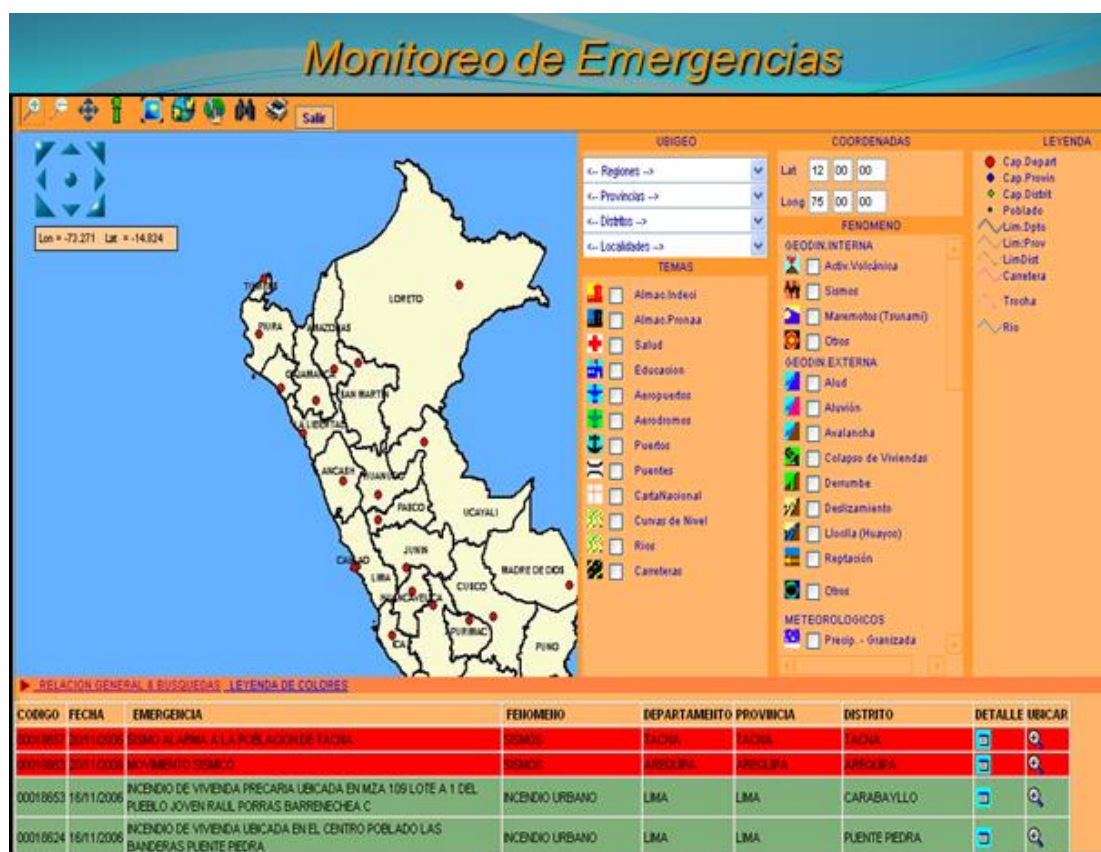 Monitoreo de Emergencias
Salir
Lon = -73.271 Lat = -14.824
LORETO
PIURA
AMAZONAS
CAJAMARCA
SAN MARTIN
LA LIBERTAD
ANCASH
HUANUCO
PASCO
UCAYALI
JUNIN
CALLAO
LIMA
MADRE DE DIOS
CUSCO
HUANCAVELICA
ICA
APURIMAC
PUNO
UBIGEO
<-- Regiones -->
<-- Provincias -->
<-- Distritos -->
<-- Localidades -->
TEMAS
Almac.Indeci
Almac.Pronaa
Salud
Educacion
Aeropuertos
Aerodromos
Puertos
Puentes
CartaNacional
Curvas de Nivel
Rios
Carreteras
COORDENADAS
Lat 12 00 00
Long 75 00 00
FENOMENO
GEODIN.INTERNA
Activ.Volcánica
Sismos
Maremotos (Tsunami)
Otros
GEODIN.EXTERNA
Alud
Aluvión
Avalancha
Colapso de Viviendas
Derrumbe
Deslizamiento
Lloclla (Huayco)
Reptación
Otros
METEOROLOGICOS
Precip. - Granizada
LEYENDA
Cap.Depart
Cap.Provin
Cap.Distrit
Poblado
Lim.Dpto
Lim:Prov
LimDist
Carretera
Trocha
Rio
RELACION GENERAL & BUSQUEDAS LEYENDA DE COLORES
CODIGO FECHA EMERGENCIA FENOMENO DEPARTAMENTO PROVINCIA DISTRITO DETALLE UBICAR
00018657 20/11/2006 SISMO ALARMA A LA POBLACION DE TACNA SISMOS TACNA TACNA TACNA
00018663 20/11/2006 MOVIMIENTO SISMICO SISMOS AREQUIPA AREQUIPA AREQUIPA
00018653 16/11/2006 INCENDIO DE VIVIENDA PRECARIA UBICADA EN MZA 109 LOTE A 1 DEL PUEBLO JOVEN RAUL PORRAS BARRENECHEA C INCENDIO URBANO LIMA LIMA CARABAYLLO
00018624 16/11/2006 INCENDIO DE VIVIENDA UBICADA EN EL CENTRO POBLADO LAS BANDERAS PUENTE PIEDRA INCENDIO URBANO LIMA LIMA PUENTE PIEDRA